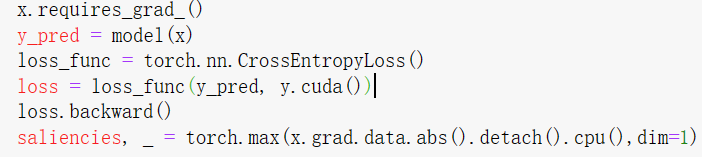 x.requires_grad_()
y_pred = model(x)
loss_func = torch.nn.CrossEntropyLoss()
loss = loss_func(y_pred, y.cuda())
loss.backward()
saliencies, _ = torch.max(x.grad.data.abs().detach().cpu(),dim=1)